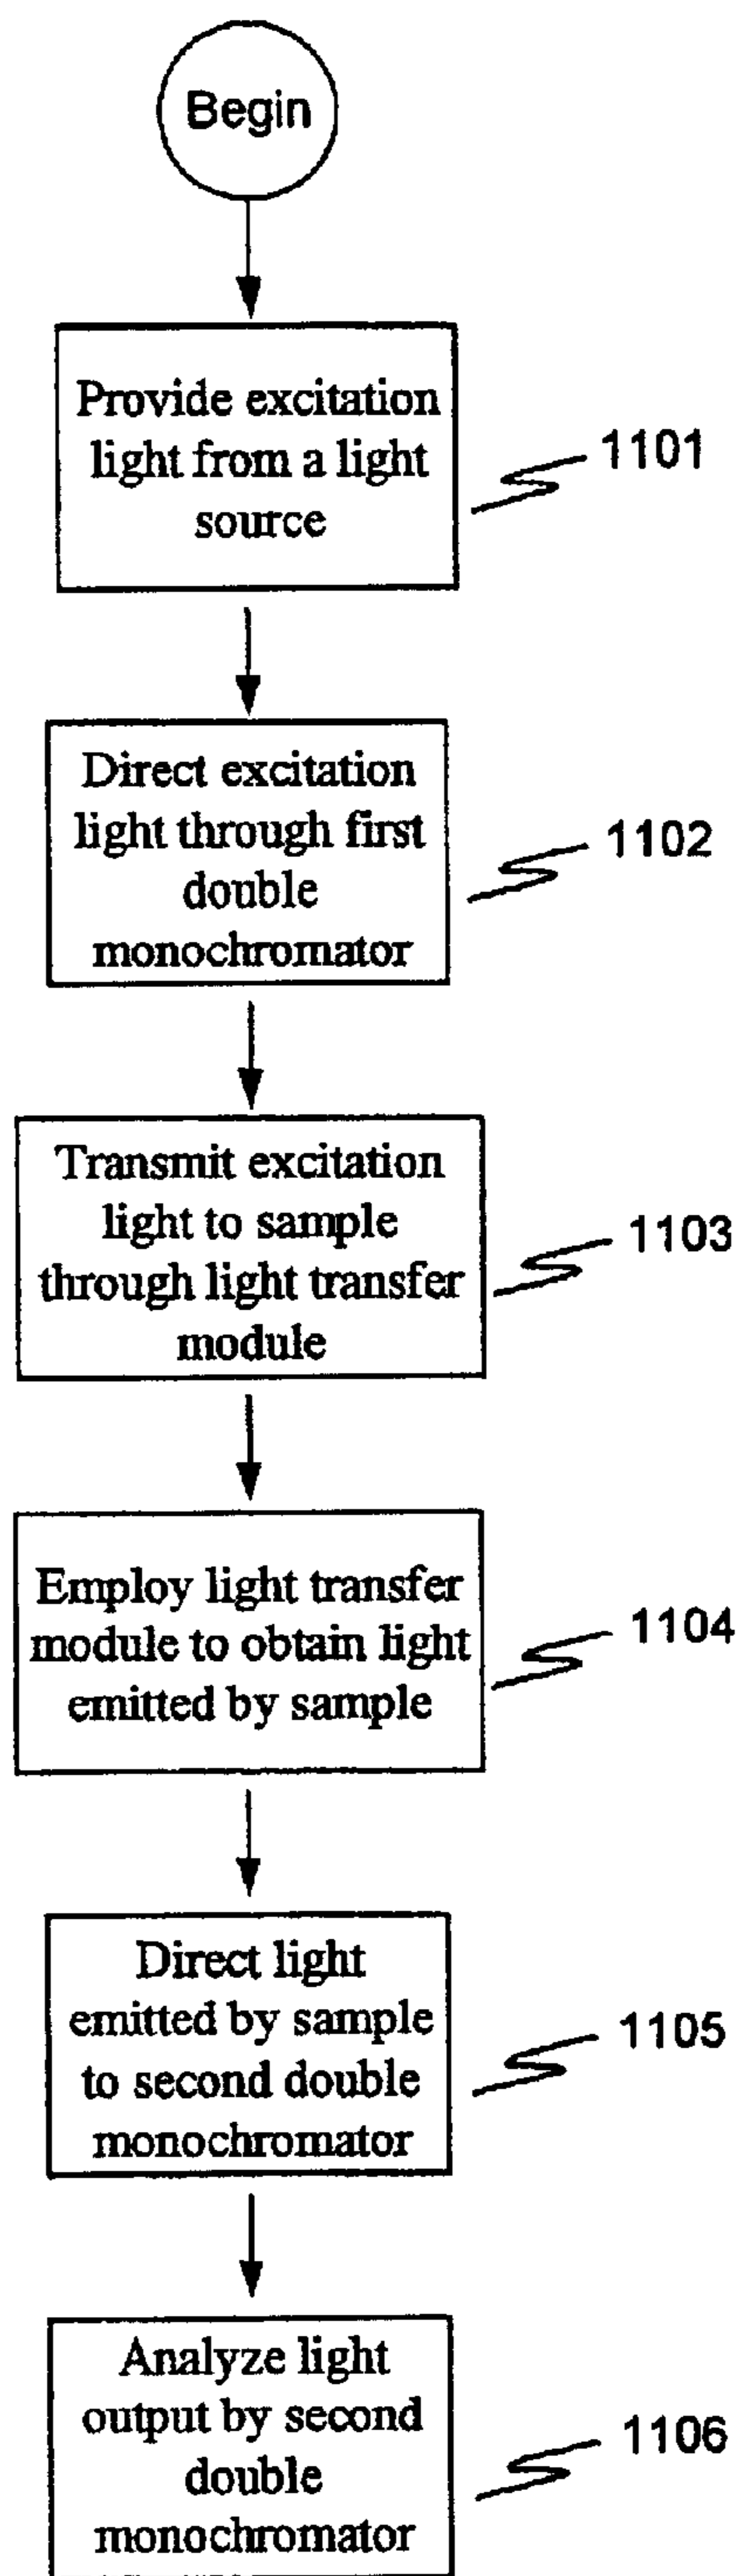 Begin
Provide excitation
light from a light
source
1101
Direct excitation
light through first
double
monochromator
1102
Transmit excitation
light to sample
through light transfer
module
1103
Employ light transfer
module to obtain light
emitted by sample
1104
Direct light
emitted by sample
to second double
monochromator
1105
Analyze light
output by second
double
monochromator
1106